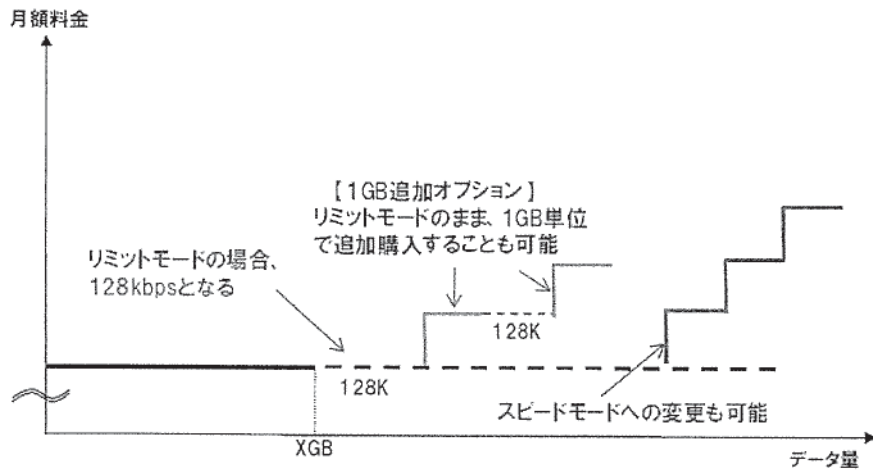 月額料金
【1GB追加オプション】
リミットモードのまま、1GB単位
で追加購入することも可能
リミットモードの場合、
128kbpsとなる
128K
128K
スピードモードへの変更も可能
XGB
データ量